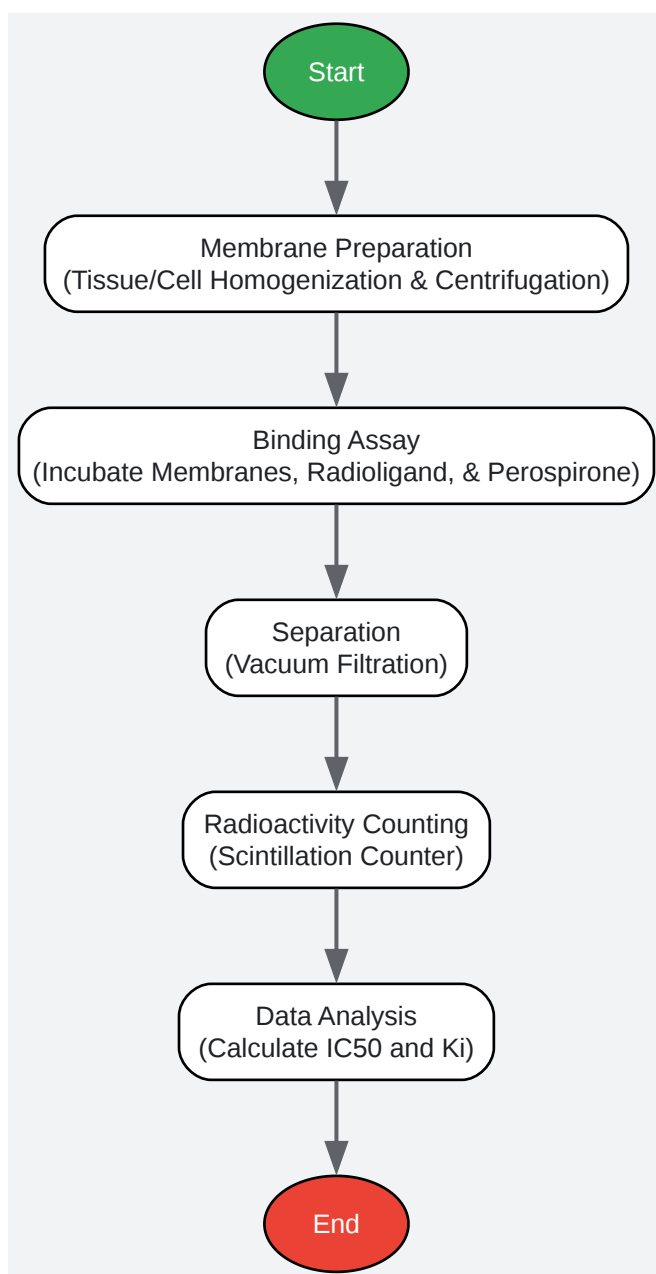 Start
Membrane Preparation
(Tissue/Cell Homogenization & Centrifugation)
Binding Assay
(Incubate Membranes, Radioligand, & Perospirone)
Separation
(Vacuum Filtration)
Radioactivity Counting
(Scintillation Counter)
Data Analysis
(Calculate IC50 and Ki)
End